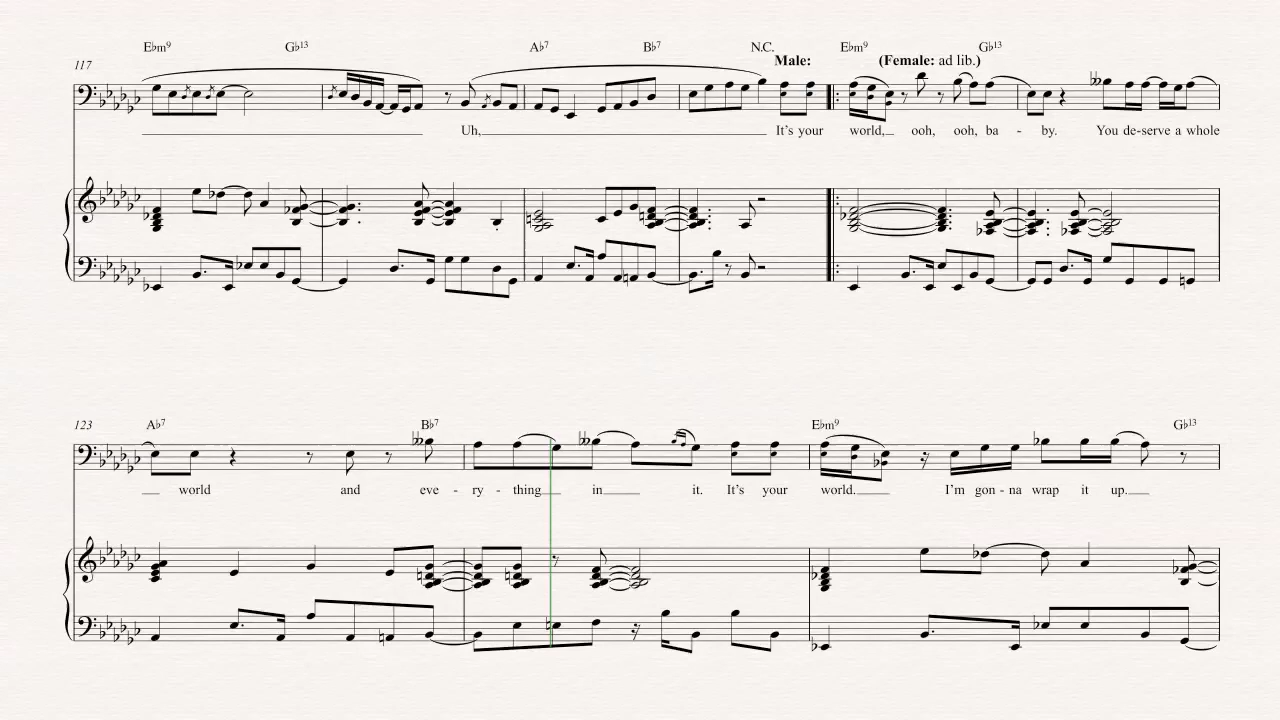 E♭m9 G♭13 A♭7 B♭7 N.C. E♭m9 G♭13
117 Male: (Female: ad lib.)
Uh, It's your world, ooh, ooh, ba - by. You de-serve a whole
A♭7 B♭7 E♭m9 G♭13
123
world and eve - ry - thing in it. It's your world. I'm gon - na wrap it up.